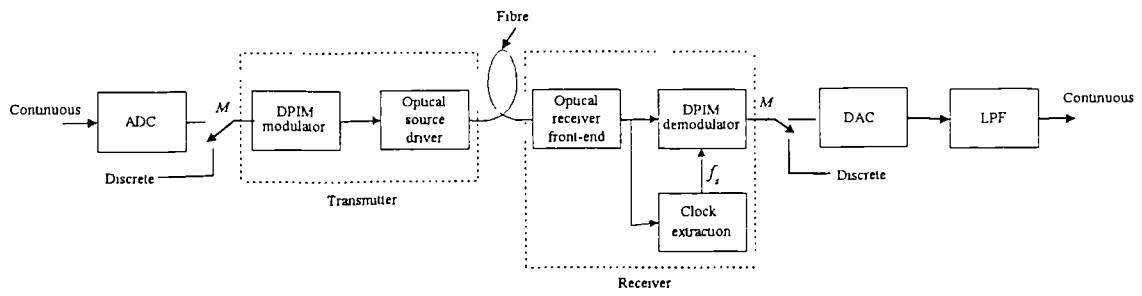 Fibre
Continuous
ADC
M
DPIM
modulator
Optical
source
driver
Optical
receiver
front-end
DPIM
demodulator
M
DAC
LPF
Continuous
Discrete
Transmitter
f_s
Discrete
Clock
extraction
Receiver